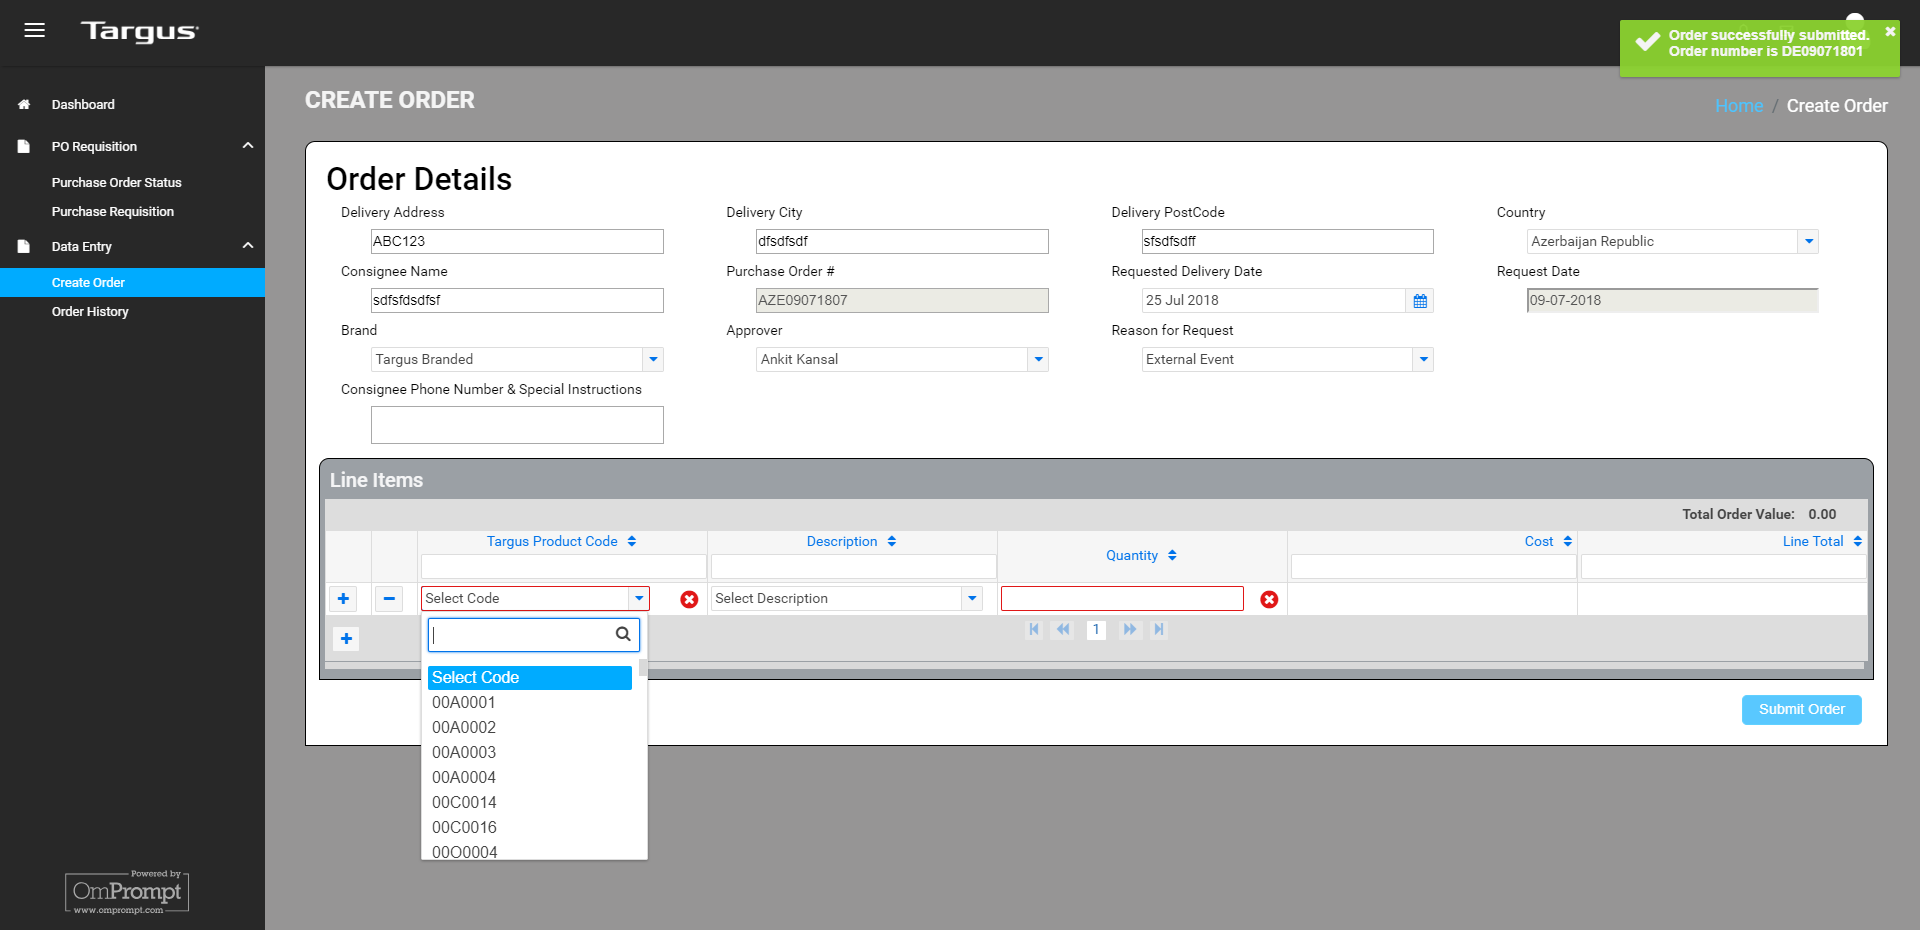 Targus
Order successfully submitted.
Order number is DE09071801
Dashboard
PO Requisition
Purchase Order Status
Purchase Requisition
Data Entry
Create Order
Order History
CREATE ORDER
Home / Create Order
Order Details
Delivery Address
ABC123
Delivery City
dfsdfsdf
Delivery PostCode
sfsdfsdff
Country
Azerbaijan Republic
Consignee Name
sdfsfdsdfsf
Purchase Order #
AZE09071807
Requested Delivery Date
25 Jul 2018
Request Date
09-07-2018
Brand
Targus Branded
Approver
Ankit Kansal
Reason for Request
External Event
Consignee Phone Number & Special Instructions
Line Items
Total Order Value: 0.00
Targus Product Code
Description
Quantity
Cost
Line Total
Select Code
Select Description
1
Select Code
00A0001
00A0002
00A0003
00A0004
00C0014
00C0016
00O0004
Submit Order
Powered by
OmPrompt
www.omprompt.com